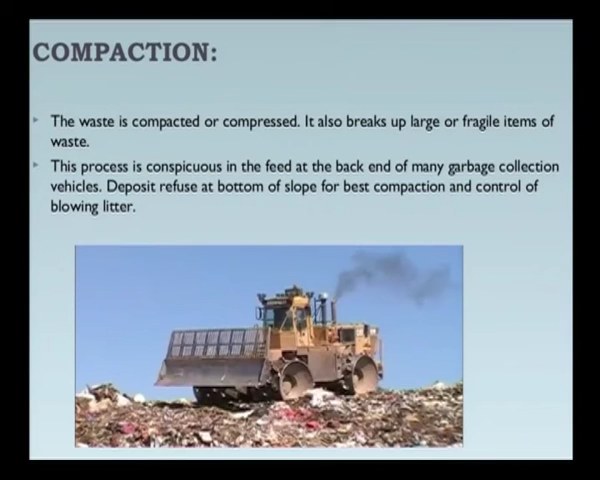 COMPACTION:
The waste is compacted or compressed. It also breaks up large or fragile items of
waste.
This process is conspicuous in the feed at the back end of many garbage collection
vehicles. Deposit refuse at bottom of slope for best compaction and control of
blowing litter.